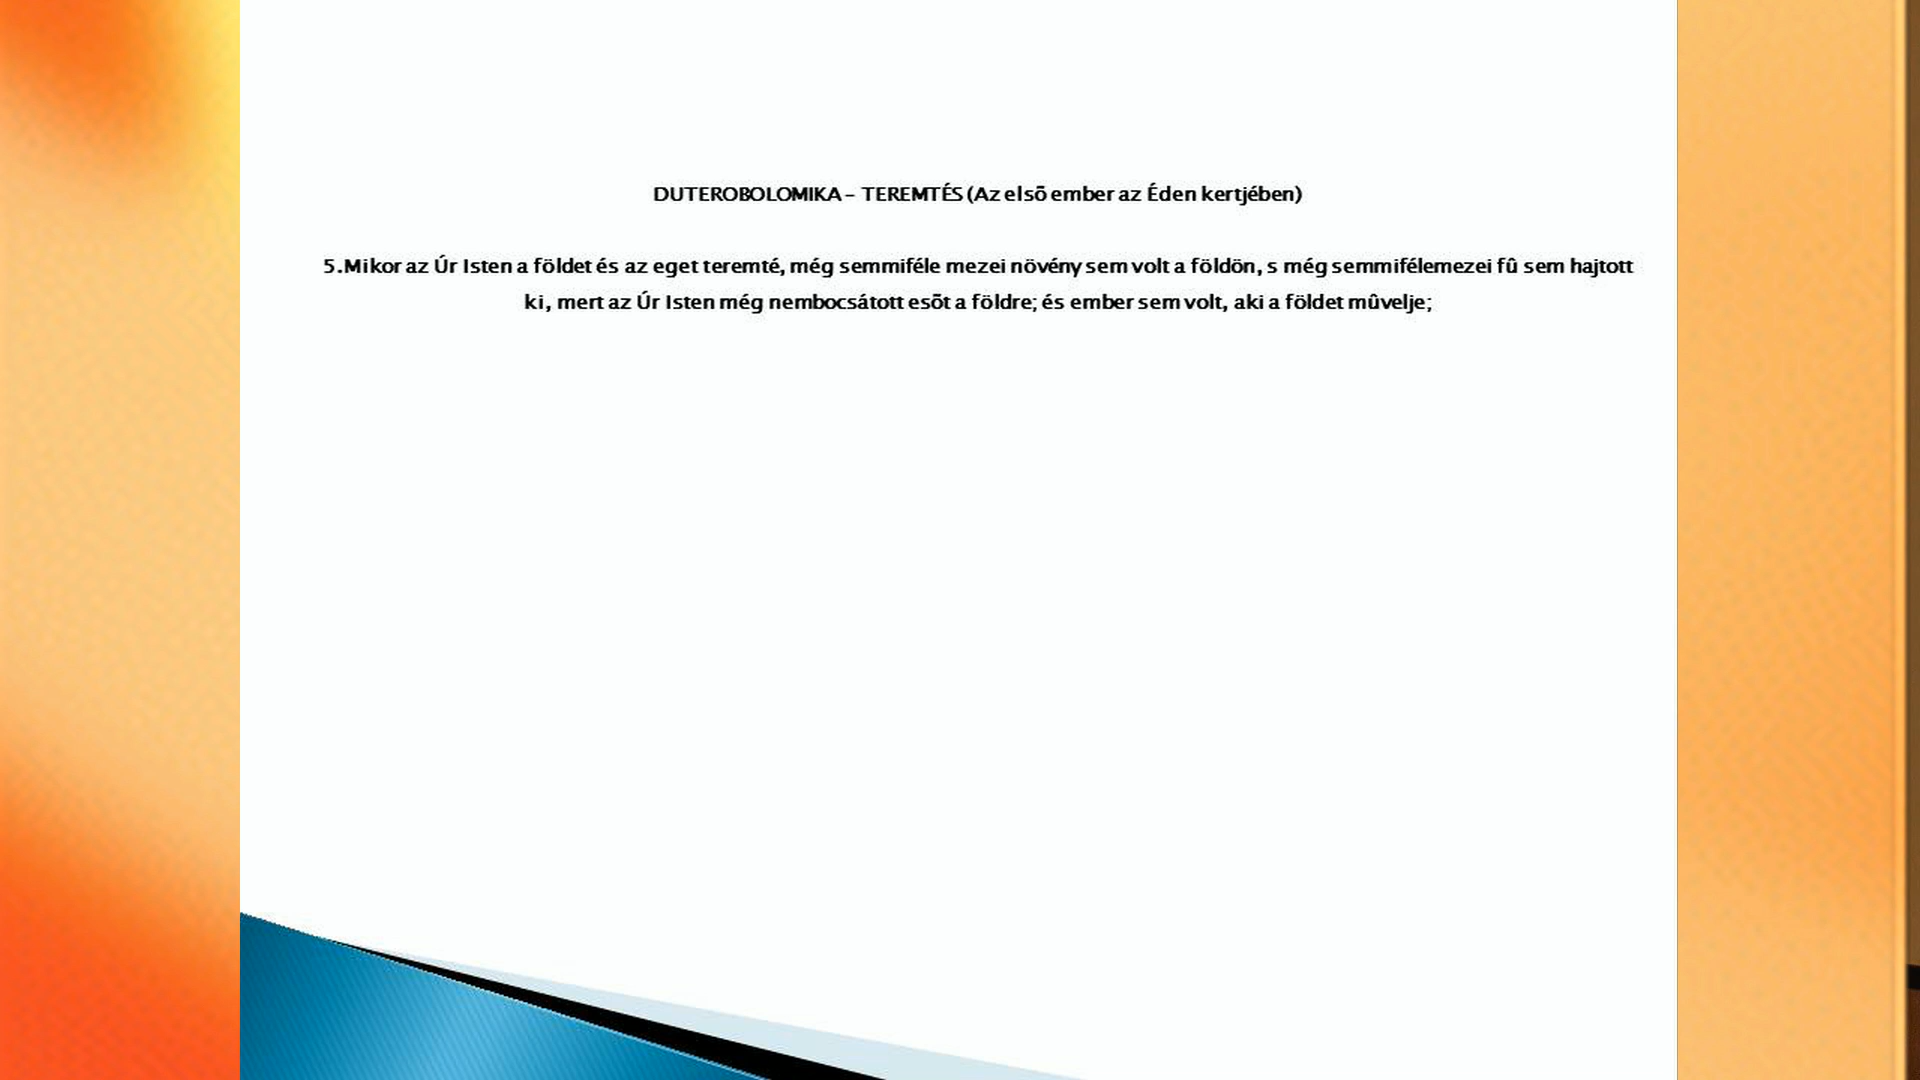 DUTEROBOLOMIKA – TEREMTÉS (Az elsõ ember az Éden kertjében)
5.Mikor az Úr Isten a földet és az eget teremté, még semmiféle mezei növény sem volt a földön, s még semmifélemezei fû sem hajtott
ki, mert az Úr Isten még nembocsátott esõt a földre; és ember sem volt, aki a földet mûvelje;